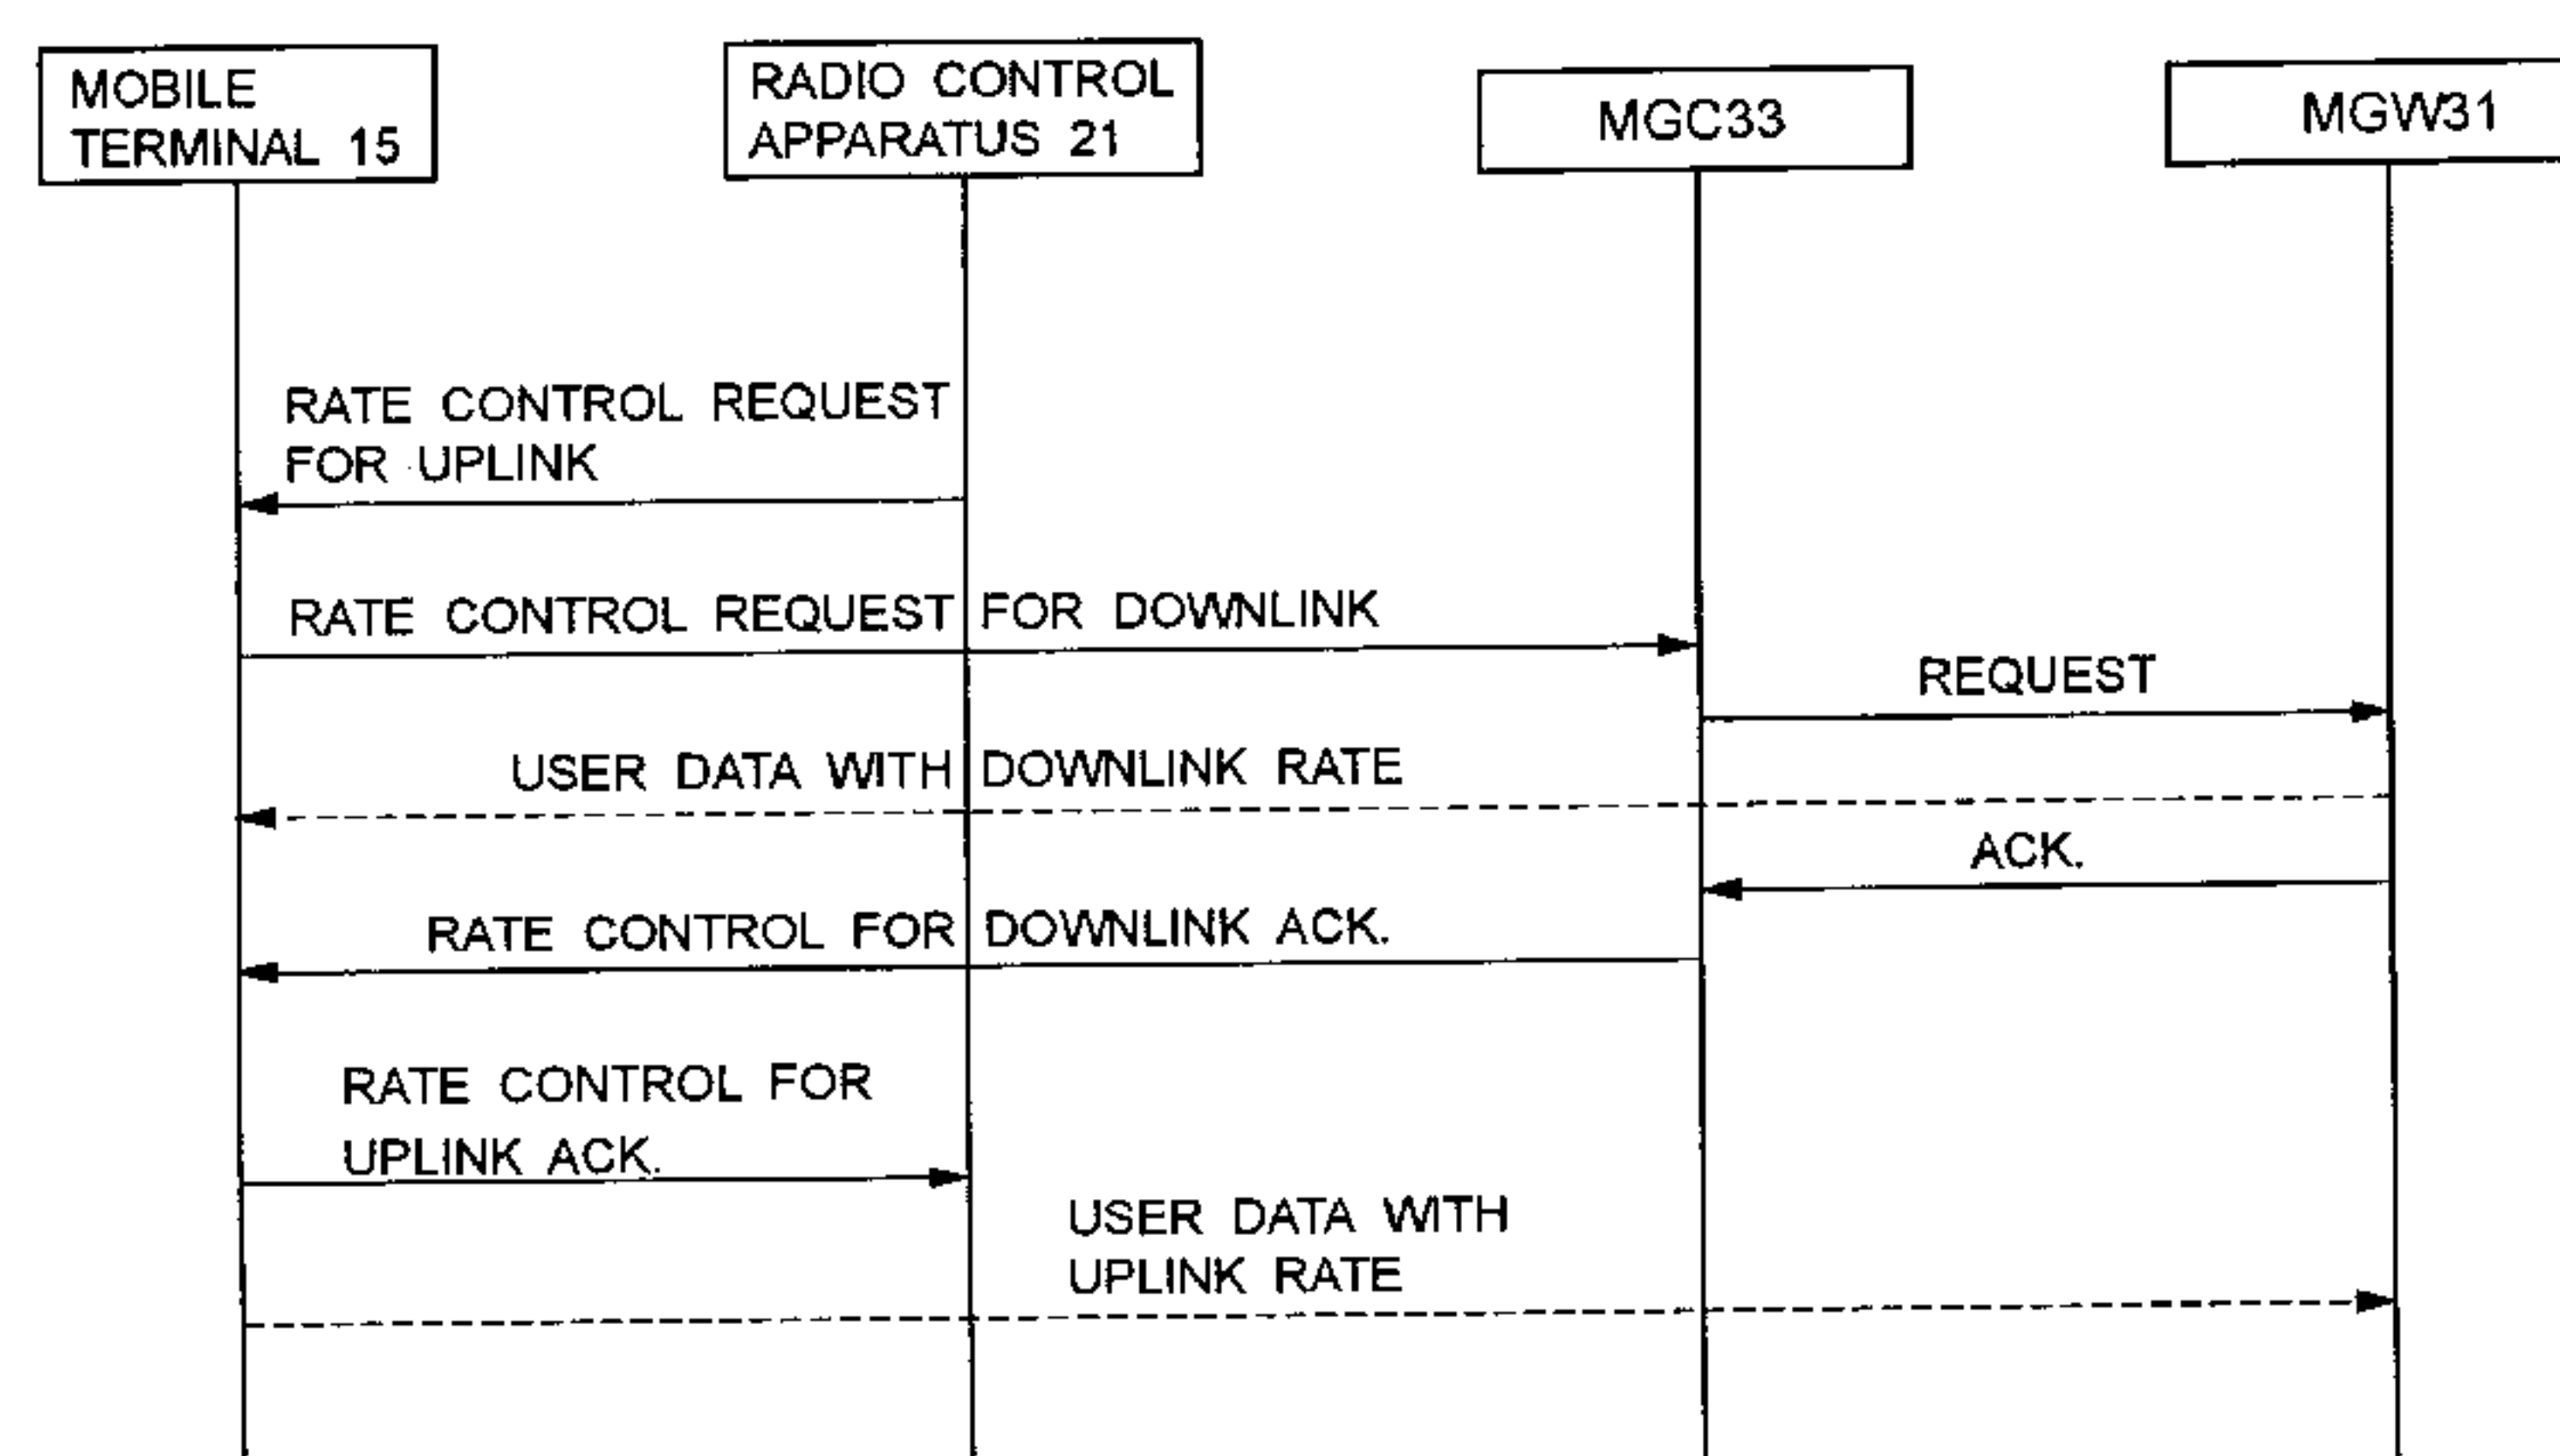 MOBILE
TERMINAL 15
RADIO CONTROL
APPARATUS 21
MGC33
MGW31
RATE CONTROL REQUEST
FOR UPLINK
RATE CONTROL REQUEST FOR DOWNLINK
REQUEST
USER DATA WITH DOWNLINK RATE
ACK.
RATE CONTROL FOR DOWNLINK ACK.
RATE CONTROL FOR
UPLINK ACK.
USER DATA WITH
UPLINK RATE